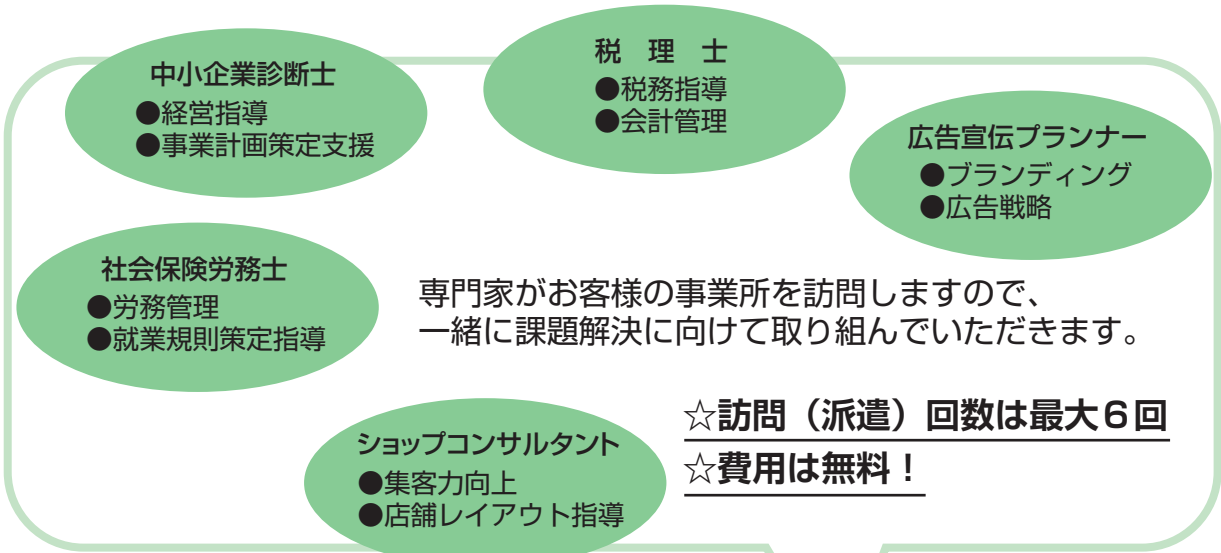 中小企業診断士
●経営指導
●事業計画策定支援
税　理　士
●税務指導
●会計管理
広告宣伝プランナー
●ブランディング
●広告戦略
社会保険労務士
●労務管理
●就業規則策定指導
専門家がお客様の事業所を訪問しますので、
一緒に課題解決に向けて取り組んでいただきます。
☆訪問（派遣）回数は最大６回
☆費用は無料！
ショップコンサルタント
●集客力向上
●店舗レイアウト指導